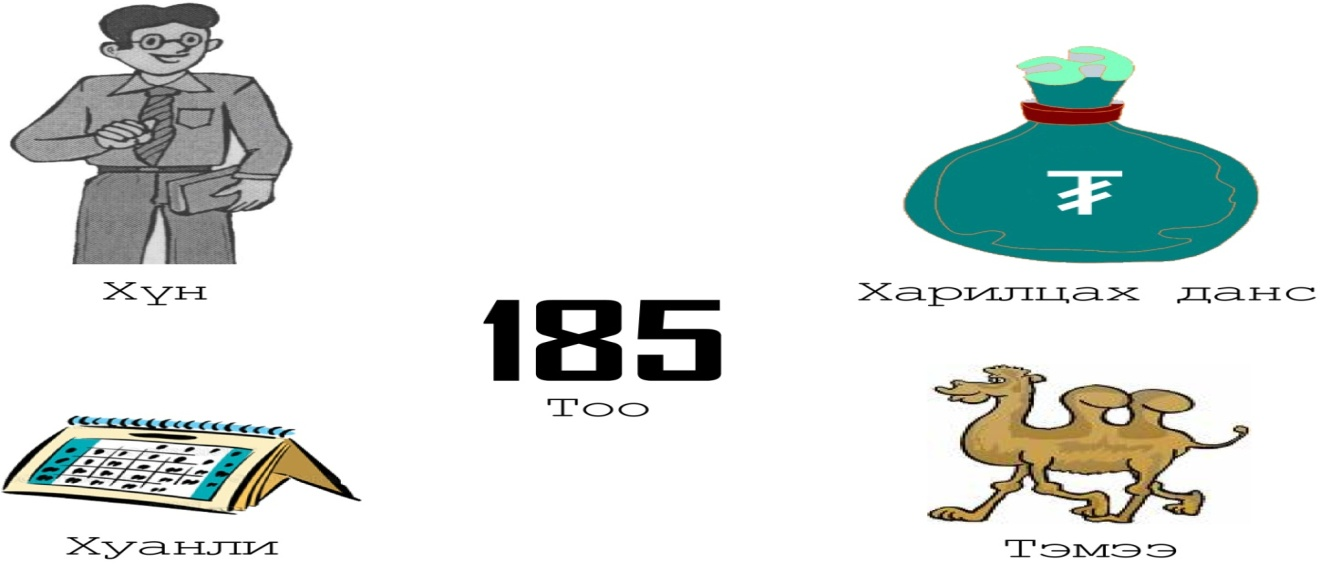 Хүн
Харилцах данс
₮
185
Тоо
Хуанли
Тэмээ